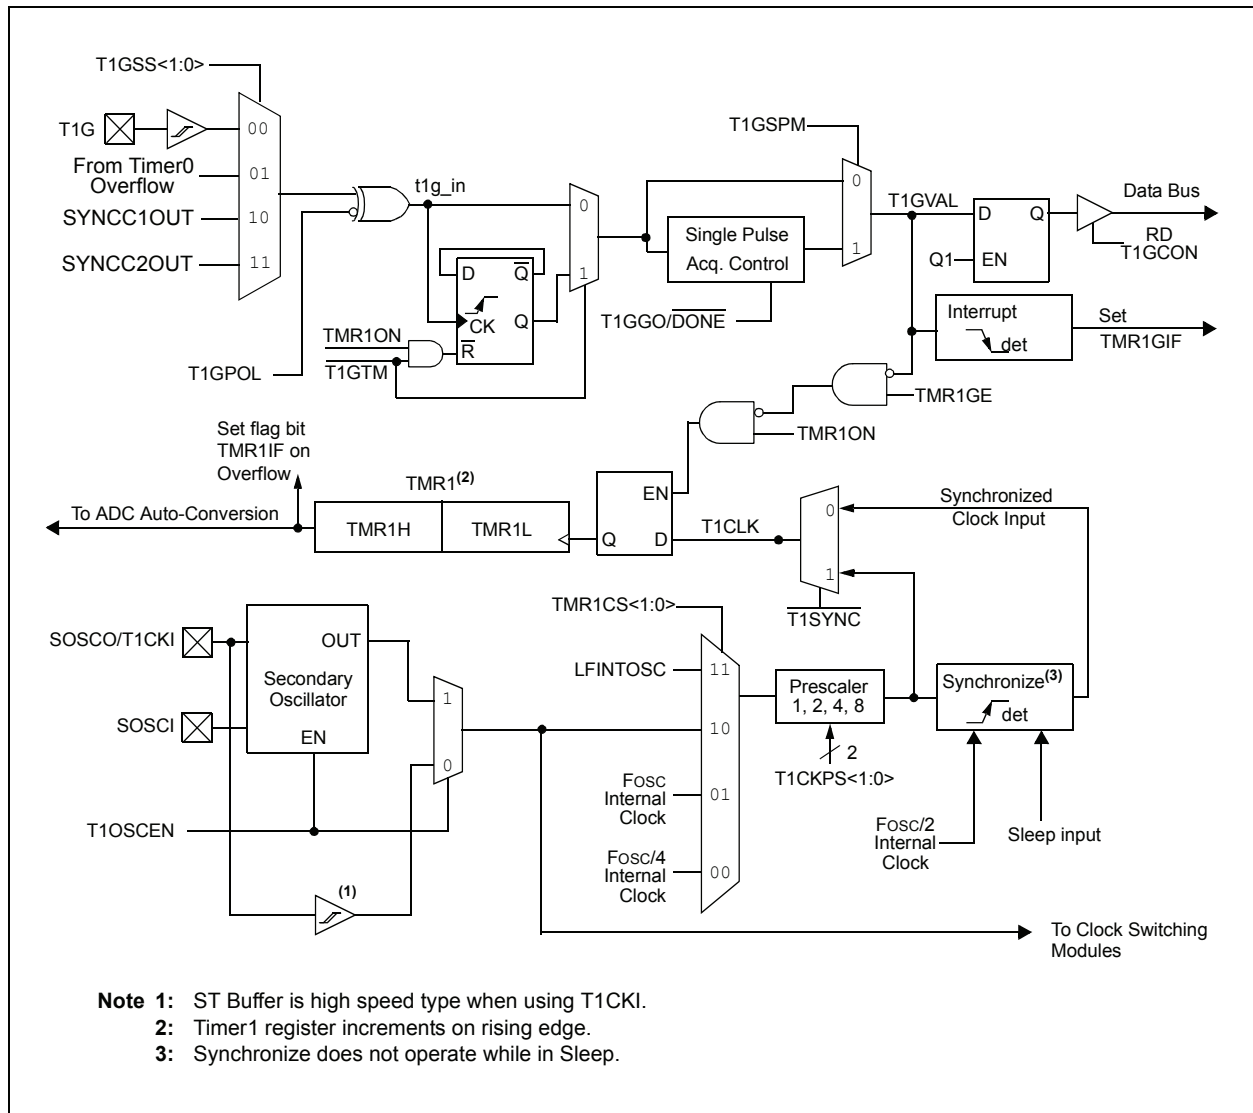 T1GSS<1:0>
T1G
00
From Timer0
Overflow
01
SYNCC1OUT
10
SYNCC2OUT
11
T1GPOL
t1g_in
D
Q
CK
Q
R
TMR1ON
T1GTM
0
1
T1GSPM
Single Pulse
Acq. Control
T1GGO/DONE
0
1
T1GVAL
D
Q
Q1
EN
Data Bus
RD
T1GCON
Interrupt
det
Set
TMR1GIF
TMR1GE
TMR1ON
Set flag bit
TMR1IF on
Overflow
To ADC Auto-Conversion
TMR1(2)
TMR1H
TMR1L
EN
Q
D
T1CLK
0
1
T1SYNC
Synchronized
Clock Input
SOSCO/T1CKI
SOSCI
OUT
Secondary
Oscillator
EN
1
0
T1OSCEN
(1)
TMR1CS<1:0>
LFINTOSC
11
10
FOSC
Internal
Clock
01
FOSC/4
Internal
Clock
00
Prescaler
1, 2, 4, 8
2
T1CKPS<1:0>
Synchronize(3)
det
FOSC/2
Internal
Clock
Sleep input
To Clock Switching
Modules
Note 1: ST Buffer is high speed type when using T1CKI.
2: Timer1 register increments on rising edge.
3: Synchronize does not operate while in Sleep.